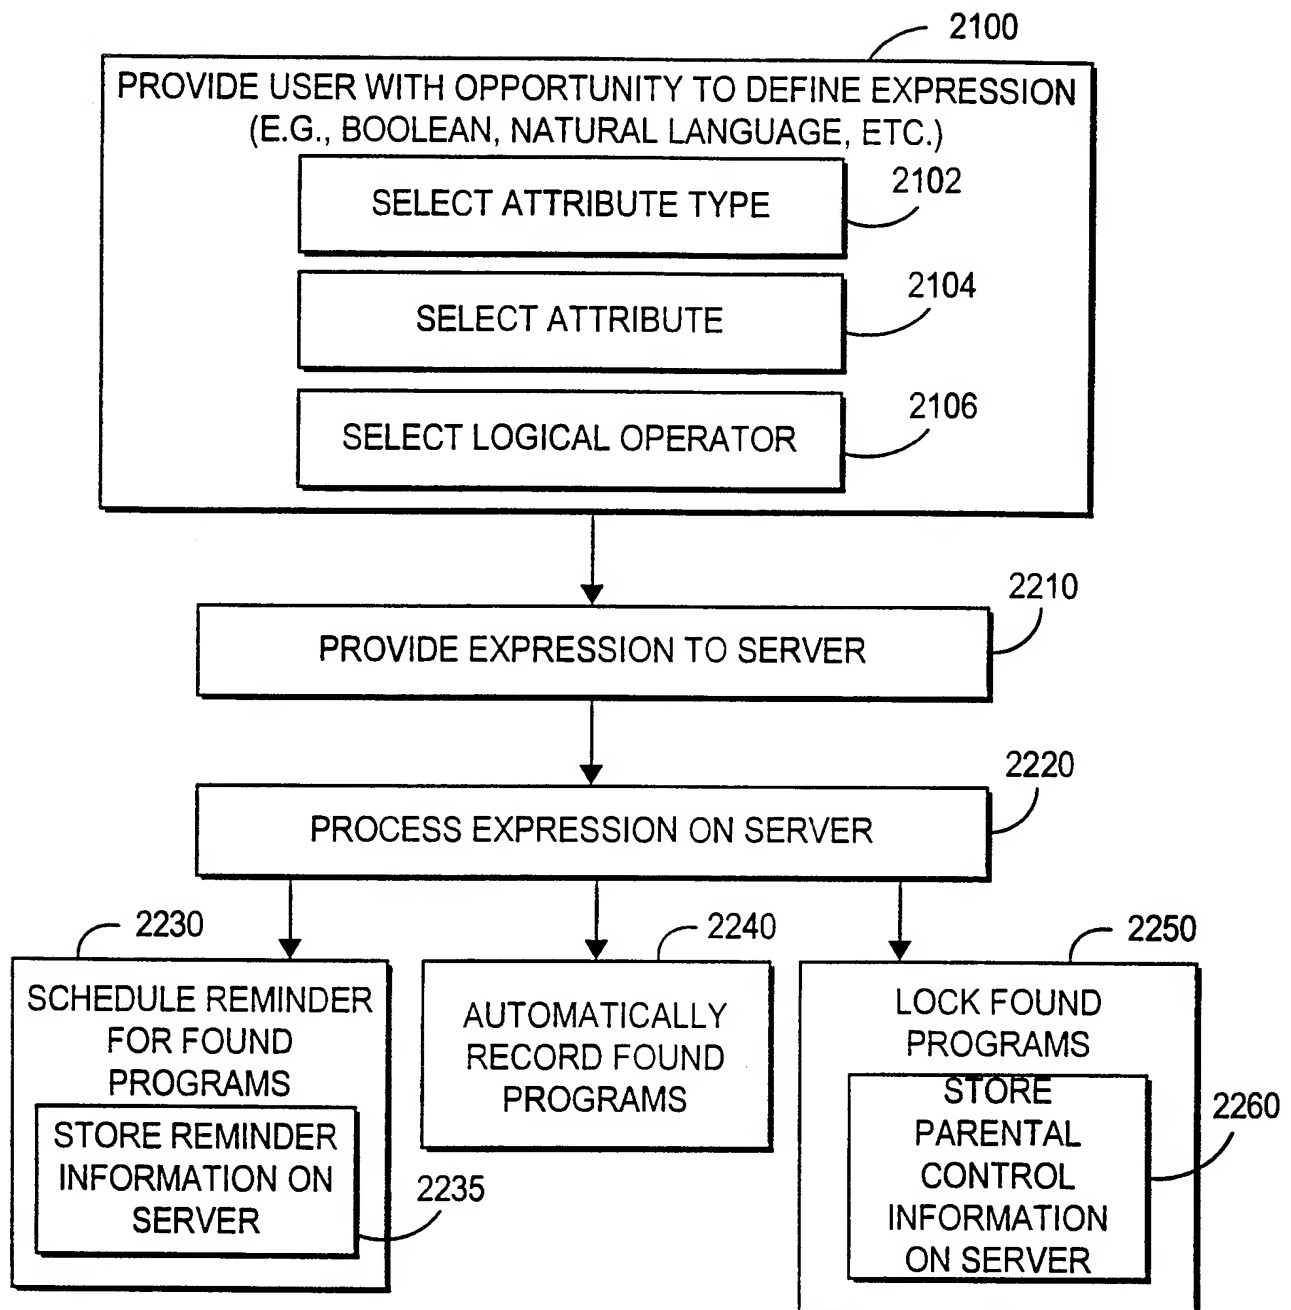 2100
PROVIDE USER WITH OPPORTUNITY TO DEFINE EXPRESSION
(E.G., BOOLEAN, NATURAL LANGUAGE, ETC.)
SELECT ATTRIBUTE TYPE
2102
SELECT ATTRIBUTE
2104
SELECT LOGICAL OPERATOR
2106
PROVIDE EXPRESSION TO SERVER
2210
PROCESS EXPRESSION ON SERVER
2220
2230
SCHEDULE REMINDER
FOR FOUND
PROGRAMS
STORE REMINDER
INFORMATION ON
SERVER
2235
2240
AUTOMATICALLY
RECORD FOUND
PROGRAMS
2250
LOCK FOUND
PROGRAMS
STORE
PARENTAL
CONTROL
INFORMATION
ON SERVER
2260